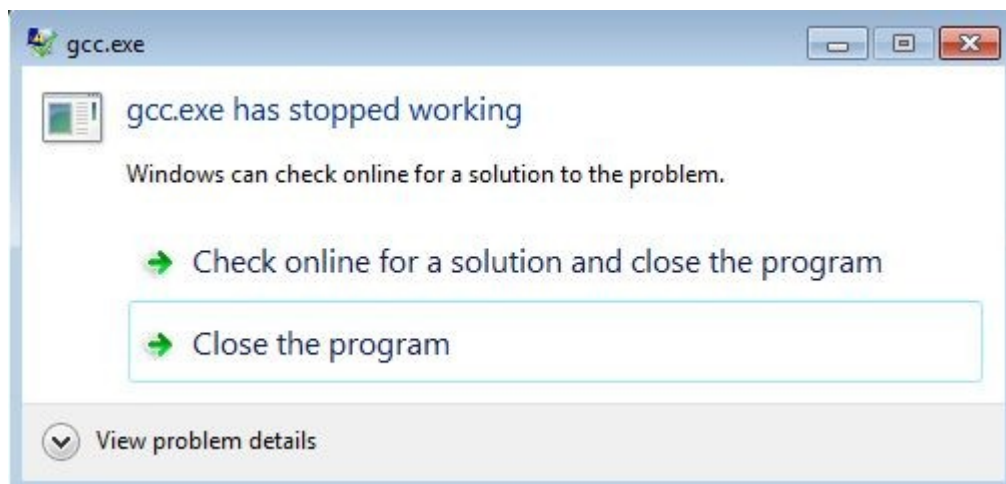 gcc.exe
gcc.exe has stopped working
Windows can check online for a solution to the problem.
Check online for a solution and close the program
Close the program
View problem details